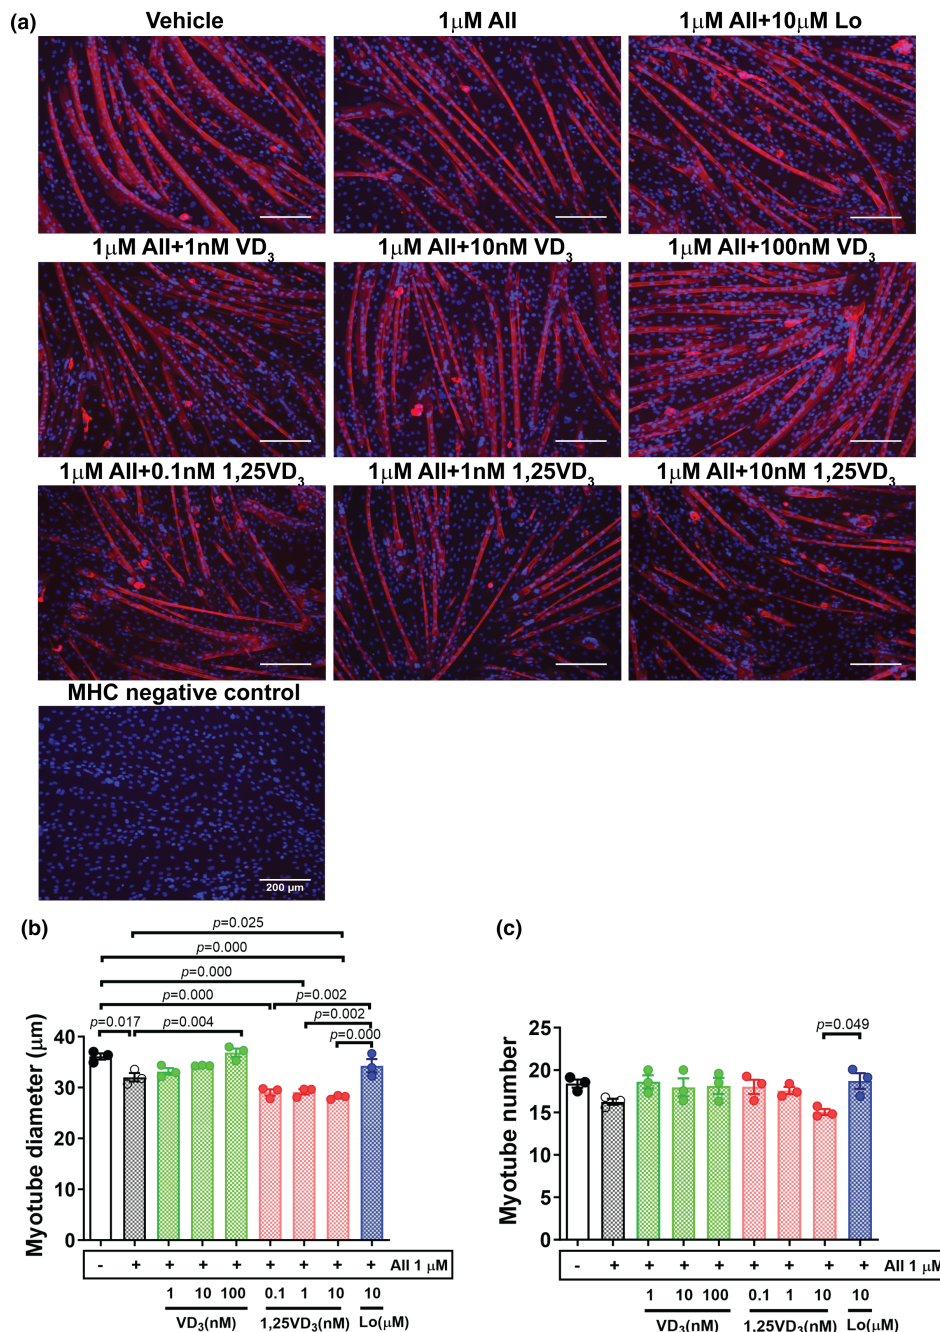 (a)
Vehicle
1μM AII
1μM AII+10μM Lo
1μM AII+1nM VD3
1μM AII+10nM VD3
1μM AII+100nM VD3
1μM AII+0.1nM 1,25VD3
1μM AII+1nM 1,25VD3
1μM AII+10nM 1,25VD3
MHC negative control
200 μm
(b)
p=0.025
p=0.000
p=0.000
p=0.000
p=0.002
p=0.002
p=0.017
p=0.004
p=0.000
Myotube diameter (μm)
40
30
20
10
0
- + + + + + + + + AII 1 μM
1 10 100 0.1 1 10 10
VD3(nM) 1,25VD3(nM) Lo(μM)
(c)
p=0.049
Myotube number
25
20
15
10
5
0
- + + + + + + + + AII 1 μM
1 10 100 0.1 1 10 10
VD3(nM) 1,25VD3(nM) Lo(μM)